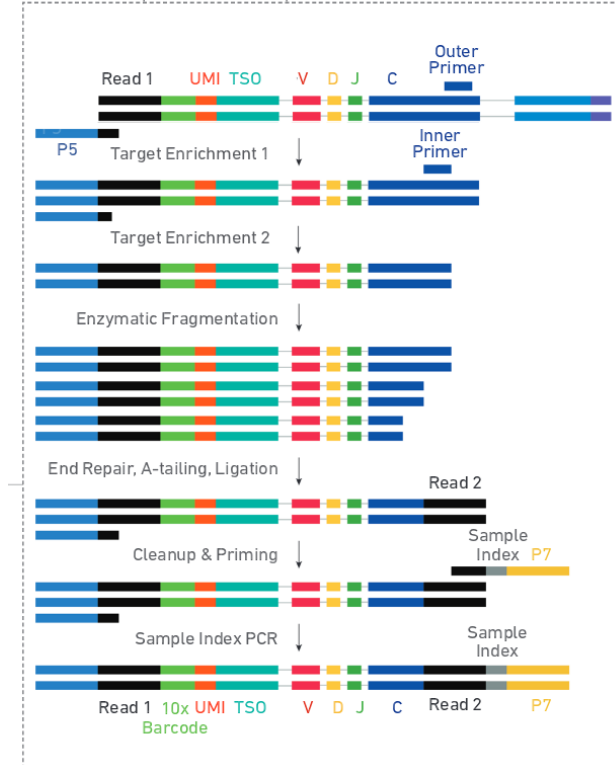 Outer
Primer
Read 1 UMI TSO V D J C
P5
Target Enrichment 1
Inner
Primer
Target Enrichment 2
Enzymatic Fragmentation
End Repair, A-tailing, Ligation
Read 2
Cleanup & Priming
Sample
Index P7
Sample Index PCR
Sample
Index
Read 1 10x UMI TSO V D J C Read 2 P7
Barcode